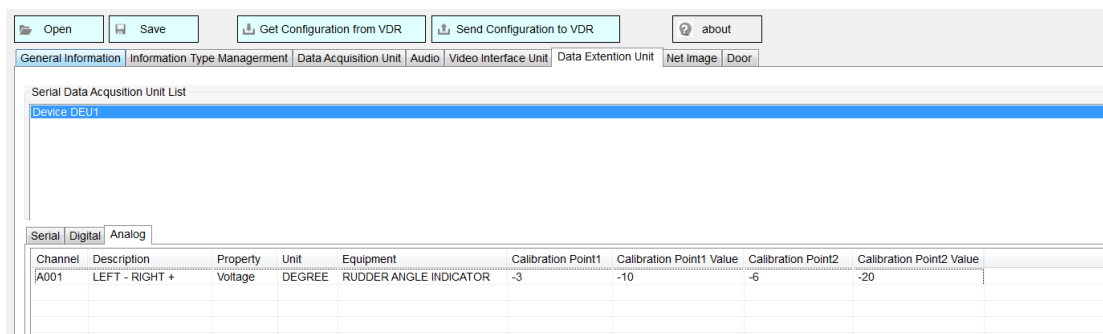 Open Save Get Configuration from VDR Send Configuration to VDR about
General Information Information Type Managerment Data Acquisition Unit Audio Video Interface Unit Data Extention Unit Net Image Door
Serial Data Acqusition Unit List
Device DEU1
Serial Digital Analog
Channel Description Property Unit Equipment Calibration Point1 Calibration Point1 Value Calibration Point2 Calibration Point2 Value
A001 LEFT - RIGHT + Voltage DEGREE RUDDER ANGLE INDICATOR -3 -10 -6 -20